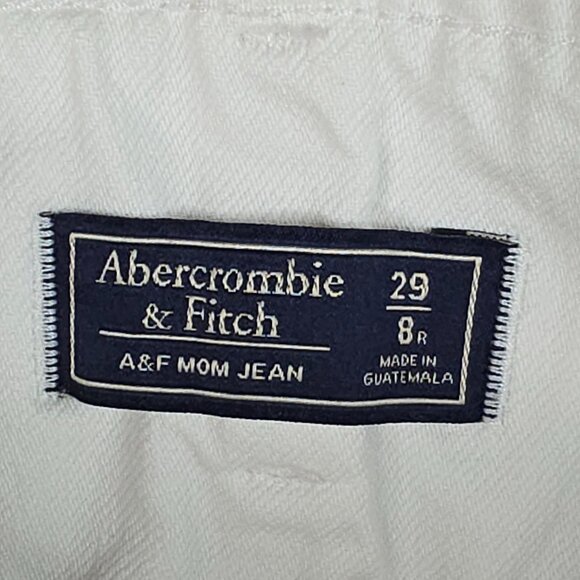 Abercrombie
& Fitch
A&F MOM JEAN
29
8R
MADE IN
GUATEMALA